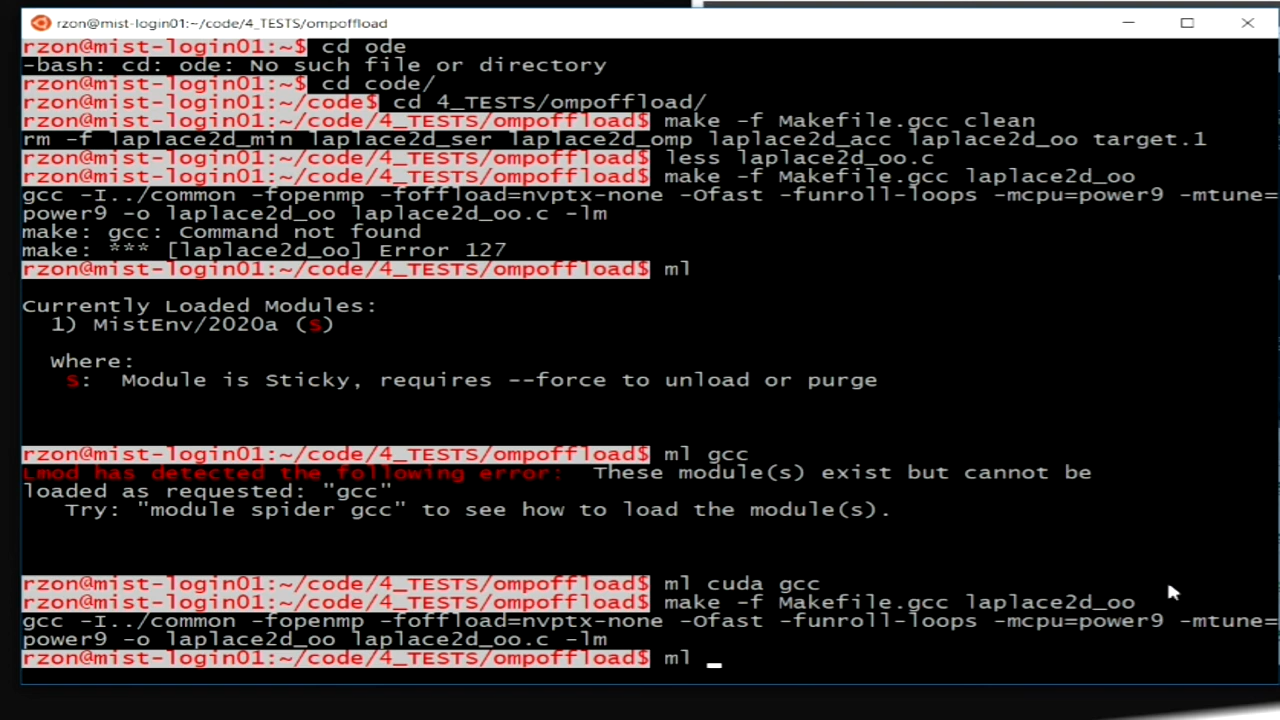 rzon@mist-login01:~/code/4_TESTS/ompoffload
rzon@mist-login01:~$ cd ode
-bash: cd: ode: No such file or directory
rzon@mist-login01:~$ cd code/
rzon@mist-login01:~/code$ cd 4_TESTS/ompoffload/
rzon@mist-login01:~/code/4_TESTS/ompoffload$ make -f Makefile.gcc clean
rm -f laplace2d_min laplace2d_ser laplace2d_omp laplace2d_acc laplace2d_oo target.1
rzon@mist-login01:~/code/4_TESTS/ompoffload$ less laplace2d_oo.c
rzon@mist-login01:~/code/4_TESTS/ompoffload$ make -f Makefile.gcc laplace2d_oo
gcc -I../common -fopenmp -foffload=nvptx-none -Ofast -funroll-loops -mcpu=power9 -mtune=
power9 -o laplace2d_oo laplace2d_oo.c -lm
make: gcc: Command not found
make: *** [laplace2d_oo] Error 127
rzon@mist-login01:~/code/4_TESTS/ompoffload$ ml
Currently Loaded Modules:
1) MistEnv/2020a (S)
Where:
S: Module is Sticky, requires --force to unload or purge
rzon@mist-login01:~/code/4_TESTS/ompoffload$ ml gcc
Lmod has detected the following error: These module(s) exist but cannot be
loaded as requested: "gcc"
Try: "module spider gcc" to see how to load the module(s).
rzon@mist-login01:~/code/4_TESTS/ompoffload$ ml cuda gcc
rzon@mist-login01:~/code/4_TESTS/ompoffload$ make -f Makefile.gcc laplace2d_oo
gcc -I../common -fopenmp -foffload=nvptx-none -Ofast -funroll-loops -mcpu=power9 -mtune=
power9 -o laplace2d_oo laplace2d_oo.c -lm
rzon@mist-login01:~/code/4_TESTS/ompoffload$ ml